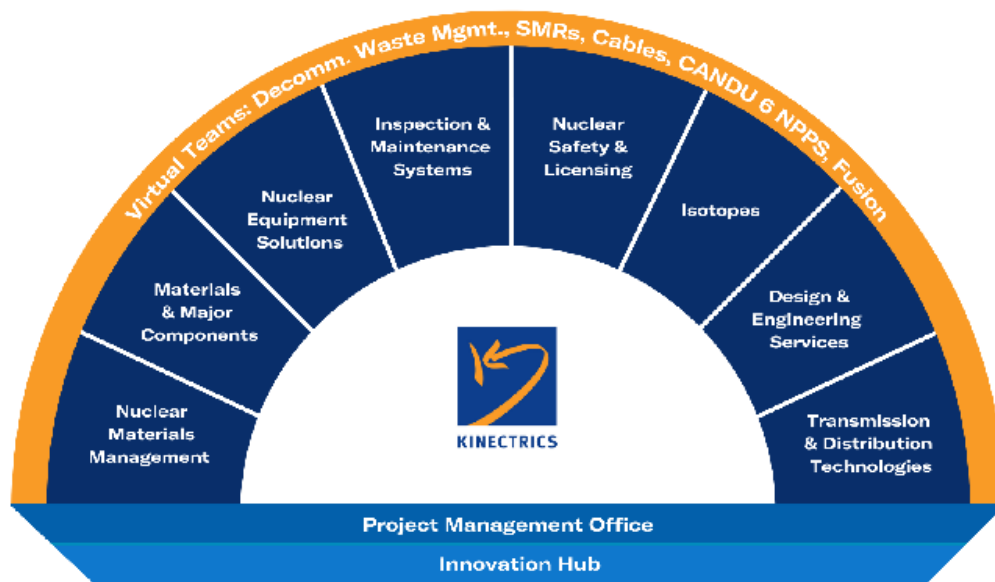 Virtual Teams: Decomm. Waste Mgmt., SMRs, Cables, CANDU 6 NPPS, Fusion
Nuclear
Materials
Management
Materials
& Major
Components
Nuclear
Equipment
Solutions
Inspection &
Maintenance
Systems
Nuclear
Safety &
Licensing
Isotopes
Design &
Engineering
Services
Transmission
& Distribution
Technologies
KINECTRICS
Project Management Office
Innovation Hub